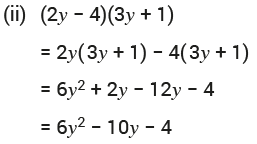 (ii) (2y − 4)(3y + 1)
= 2y(3y + 1) − 4(3y + 1)
= 6y² + 2y − 12y − 4
= 6y² − 10y − 4